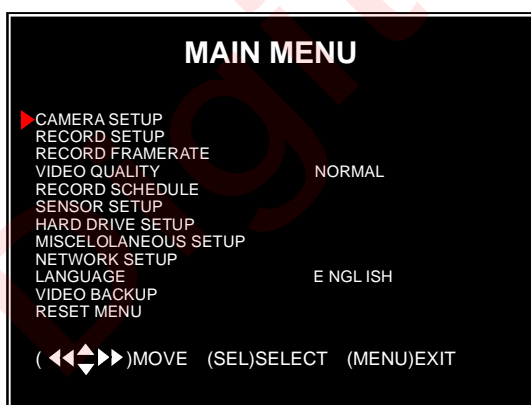 MAIN MENU
CAMERA SETUP
RECORD SETUP
RECORD FRAMERATE
VIDEO QUALITY NORMAL
RECORD SCHEDULE
SENSOR SETUP
HARD DRIVE SETUP
MISCELOLANEOUS SETUP
NETWORK SETUP
LANGUAGE E NGL ISH
VIDEO BACKUP
RESET MENU
( )MOVE (SEL)SELECT (MENU)EXIT